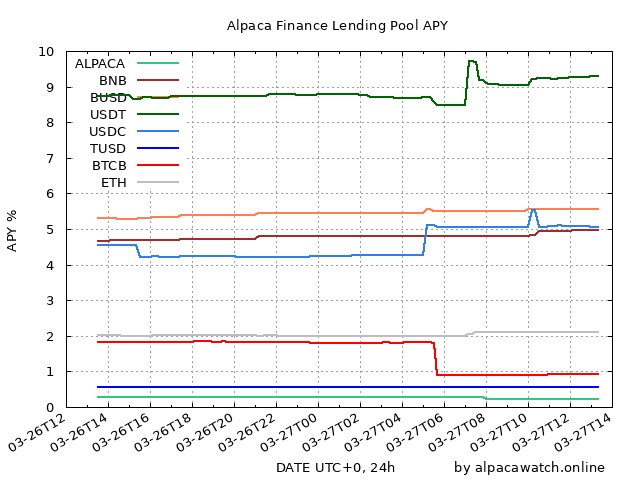 Alpaca Finance Lending Pool APY
10
9
8
7
6
5
4
3
2
1
0
APY %
ALPACA
BNB
BUSD
USDT
USDC
TUSD
BTCB
ETH
03-26T12
03-26T14
03-26T16
03-26T18
03-26T20
03-26T22
03-27T00
03-27T02
03-27T04
03-27T06
03-27T08
03-27T10
03-27T12
03-27T14
DATE UTC+0, 24h
by alpacawatch.online